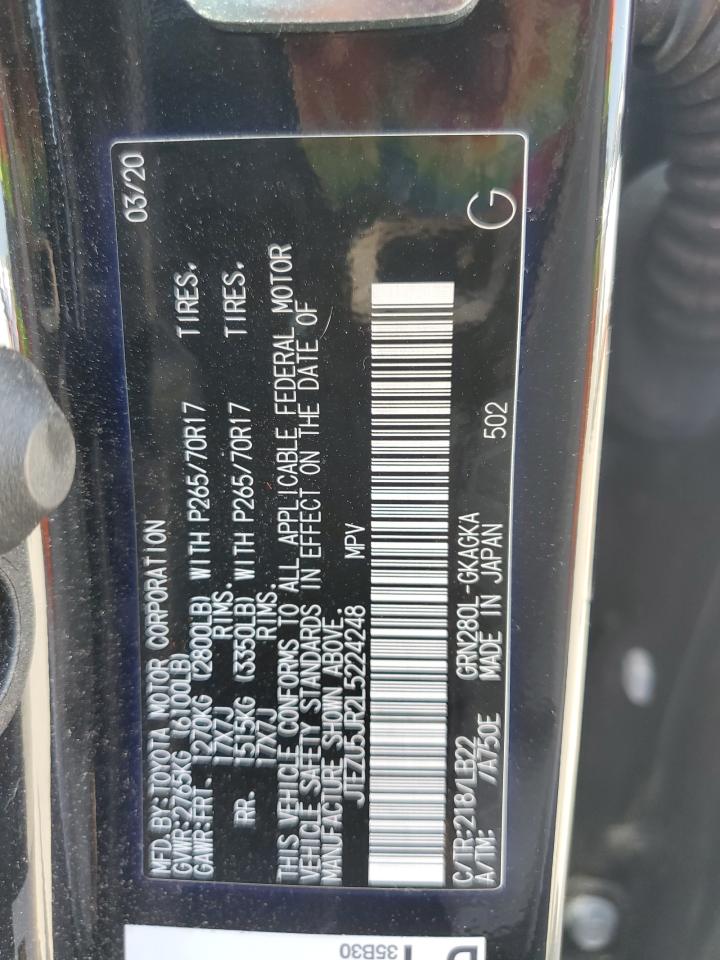 MFD. BY: TOYOTA MOTOR CORPORATION 03/20
GVWR: 2765KG (6100LB)
GAWR: FRT. 1270KG (2800LB) WITH P265/70R17 TIRES.
17X7J RIMS.
RR. 1515KG (3350LB) WITH P265/70R17 TIRES.
17X7J RIMS.
THIS VEHICLE CONFORMS TO ALL APPLICABLE FEDERAL MOTOR
VEHICLE SAFETY STANDARDS IN EFFECT ON THE DATE OF
MANUFACTURE SHOWN ABOVE.
JTEZU5JR2L5224248 MPV
C/TR: 218/LB22 GRN280L-GKAGKA
A/TM: /A750E MADE IN JAPAN 502 G
35B30